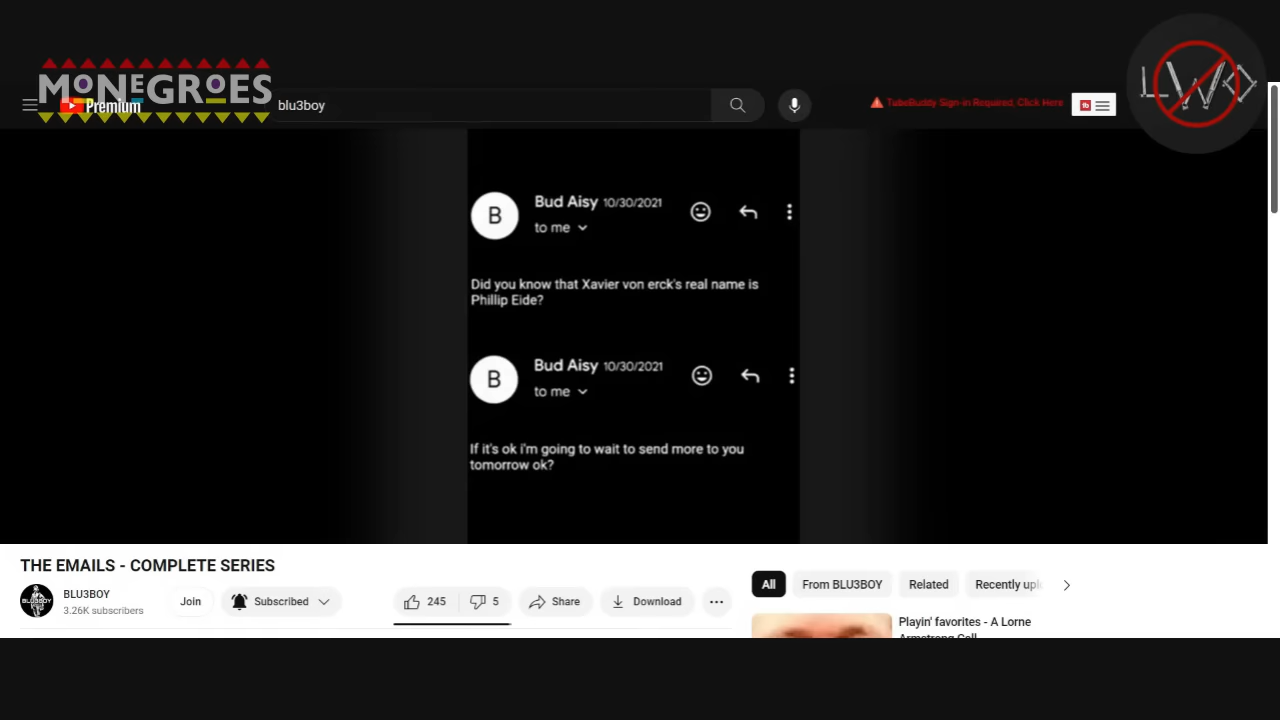 MONEGROES
Premium
blu3boy
TubeBuddy Sign-in Required, Click Here
tb
LWKD
B
Bud Aisy 10/30/2021
to me
Did you know that Xavier von erck's real name is
Phillip Eide?
B
Bud Aisy 10/30/2021
to me
If it's ok i'm going to wait to send more to you
tomorrow ok?
THE EMAILS - COMPLETE SERIES
BLU3BOY
3.26K subscribers
Join
Subscribed
245
5
Share
Download
All
From BLU3BOY
Related
Recently uplo
Playin' favorites - A Lorne
Armstrong Call